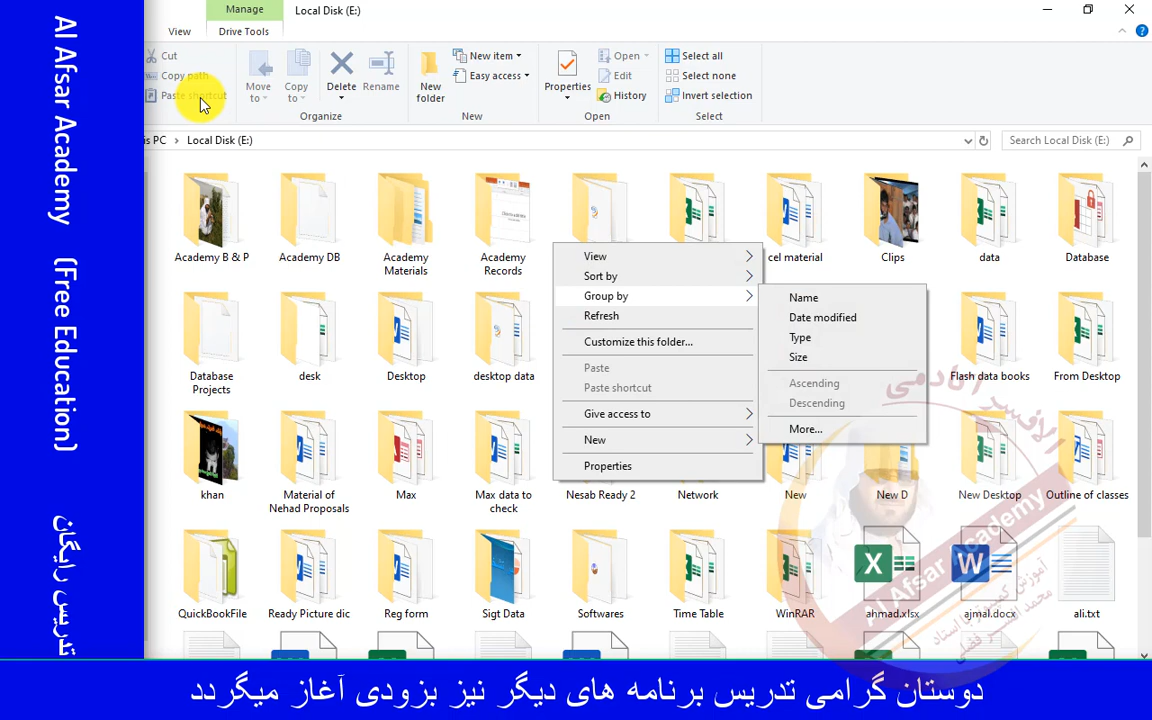 Al Afsar Academy (Free Education) تدریس رایگان
Manage
Local Disk (E:)
View
Drive Tools
Cut
Copy path
Paste shortcut
Move to
Copy to
Delete
Rename
Organize
New folder
New item
Easy access
New
Properties
Open
Edit
History
Open
Select all
Select none
Invert selection
Select
is PC > Local Disk (E:)
Search Local Disk (E:)
Academy B & P
Academy DB
Academy Materials
Academy Records
cel material
Clips
data
Database
View
Sort by
Group by
Refresh
Customize this folder...
Paste
Paste shortcut
Give access to
New
Properties
Name
Date modified
Type
Size
Ascending
Descending
More...
Database Projects
desk
Desktop
desktop data
Flash data books
From Desktop
khan
Material of Nehad Proposals
Max
Max data to check
Nesab Ready 2
Network
New
New D
New Desktop
Outline of classes
QuickBookFile
Ready Picture dic
Reg form
Sigt Data
Softwares
Time Table
WinRAR
ahmad.xlsx
ajmal.docx
ali.txt
الافسر اکادمی
Al Afsar Academy
دوستان گرامی تدریس برنامه های دیگر نیز بزودی آغاز میگردد